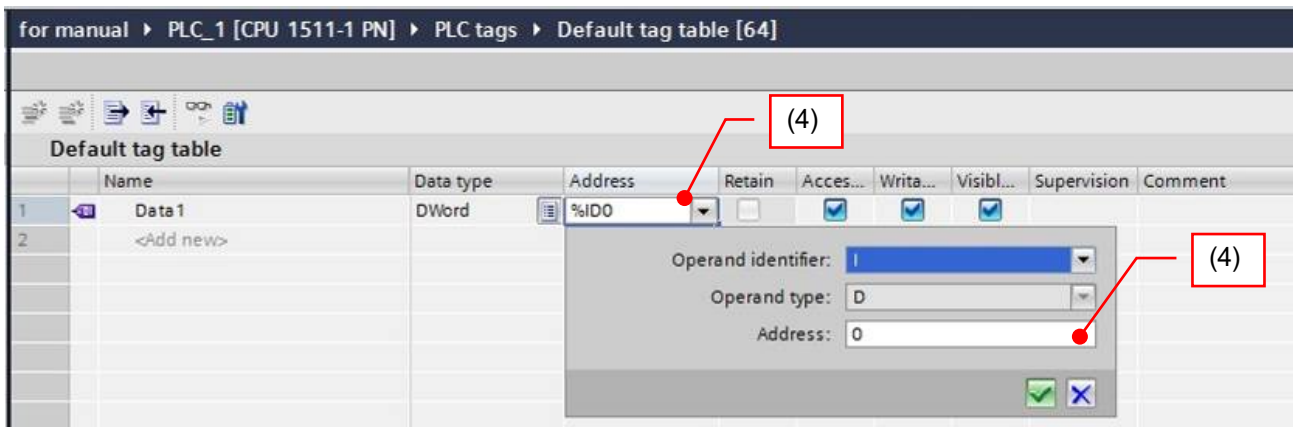 for manual ▸ PLC_1 [CPU 1511-1 PN] ▸ PLC tags ▸ Default tag table [64]
(4)
Default tag table
Name Data type Address Retain Acces... Writa... Visibl... Supervision Comment
1 Data1 DWord %ID0
2 <Add new>
Operand identifier: I
(4)
Operand type: D
Address: 0